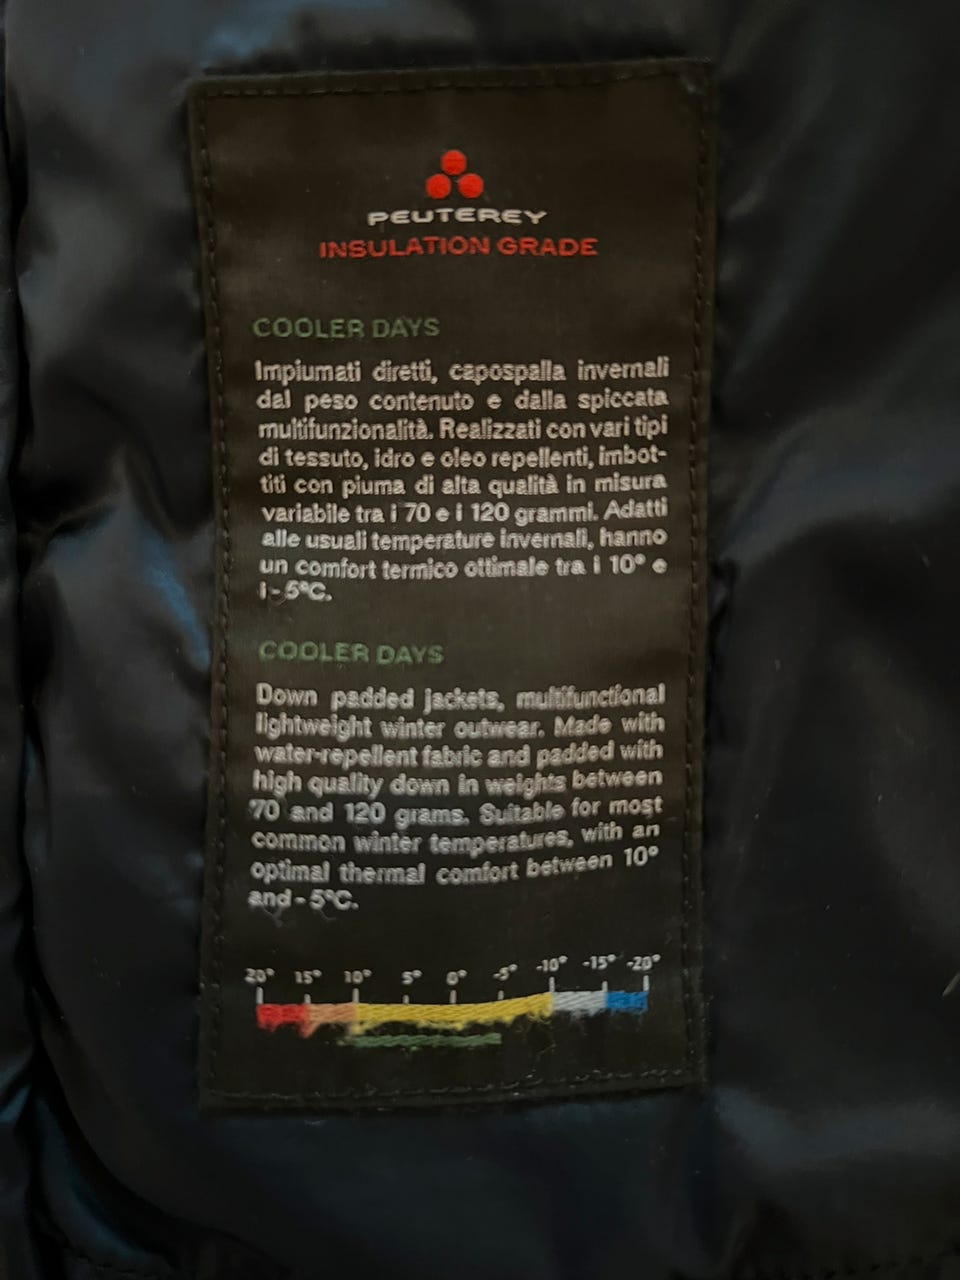 PEUTEREY
INSULATION GRADE
COOLER DAYS
Impiumati diretti, capospalla invernali
dal peso contenuto e dalla spiccata
multifunzionalità. Realizzati con vari tipi
di tessuto, idro e oleo repellenti, imbot-
titi con piuma di alta qualità in misura
variabile tra i 70 e i 120 grammi. Adatti
alle usuali temperature invernali, hanno
un comfort termico ottimale tra i 10° e
i - 5°C.
COOLER DAYS
Down padded jackets, multifunctional
lightweight winter outwear. Made with
water-repellent fabric and padded with
high quality down in weights between
70 and 120 grams. Suitable for most
common winter temperatures, with an
optimal thermal comfort between 10°
and - 5°C.
20° 15° 10° 5° 0° -5° -10° -15° -20°